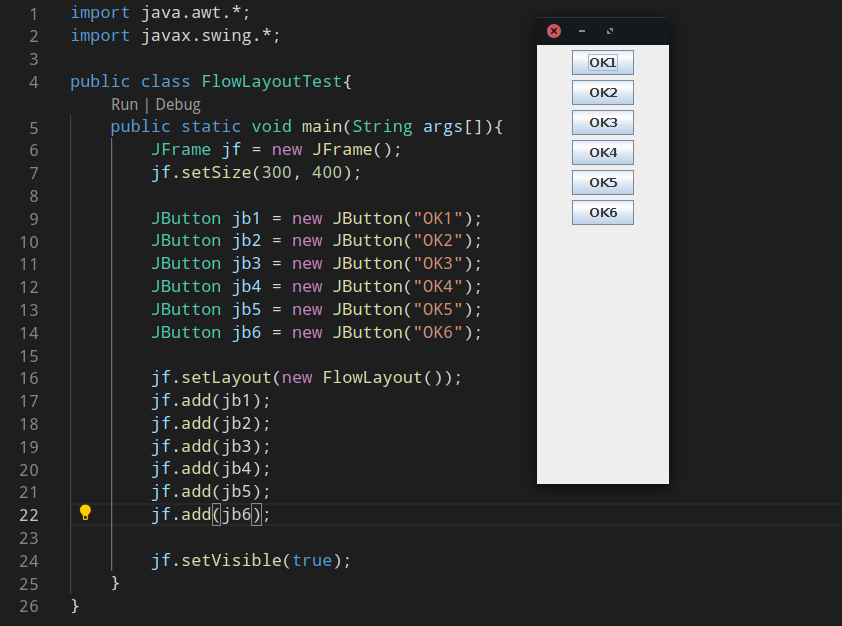 1 import java.awt.*;
2 import javax.swing.*;
3
4 public class FlowLayoutTest{
Run | Debug
5 public static void main(String args[]){
6 JFrame jf = new JFrame();
7 jf.setSize(300, 400);
8
9 JButton jb1 = new JButton("OK1");
10 JButton jb2 = new JButton("OK2");
11 JButton jb3 = new JButton("OK3");
12 JButton jb4 = new JButton("OK4");
13 JButton jb5 = new JButton("OK5");
14 JButton jb6 = new JButton("OK6");
15
16 jf.setLayout(new FlowLayout());
17 jf.add(jb1);
18 jf.add(jb2);
19 jf.add(jb3);
20 jf.add(jb4);
21 jf.add(jb5);
22 jf.add(jb6);
23
24 jf.setVisible(true);
25 }
26 }
OK1
OK2
OK3
OK4
OK5
OK6